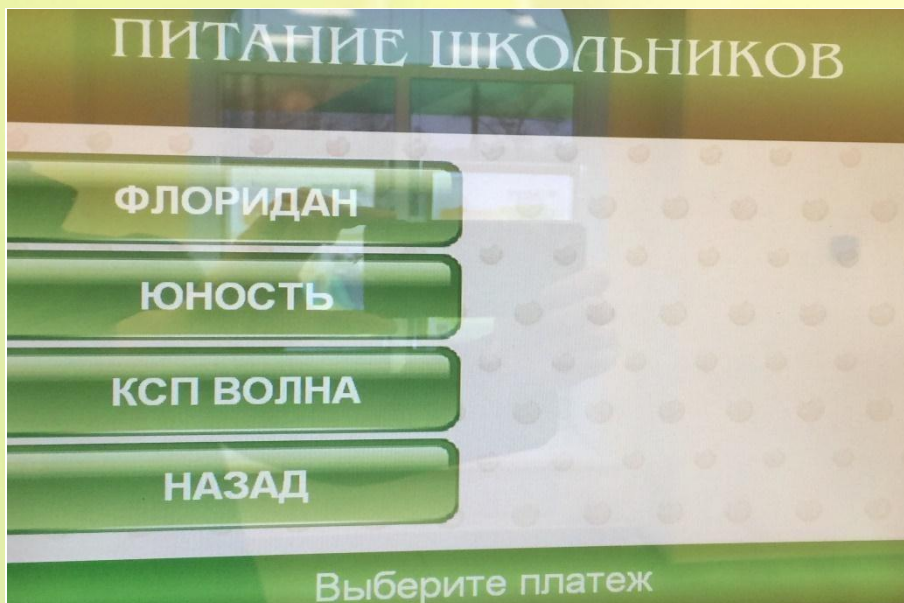 ПИТАНИЕ ШКОЛЬНИКОВ
ФЛОРИДАН
ЮНОСТЬ
КСП ВОЛНА
НАЗАД
Выберите платеж